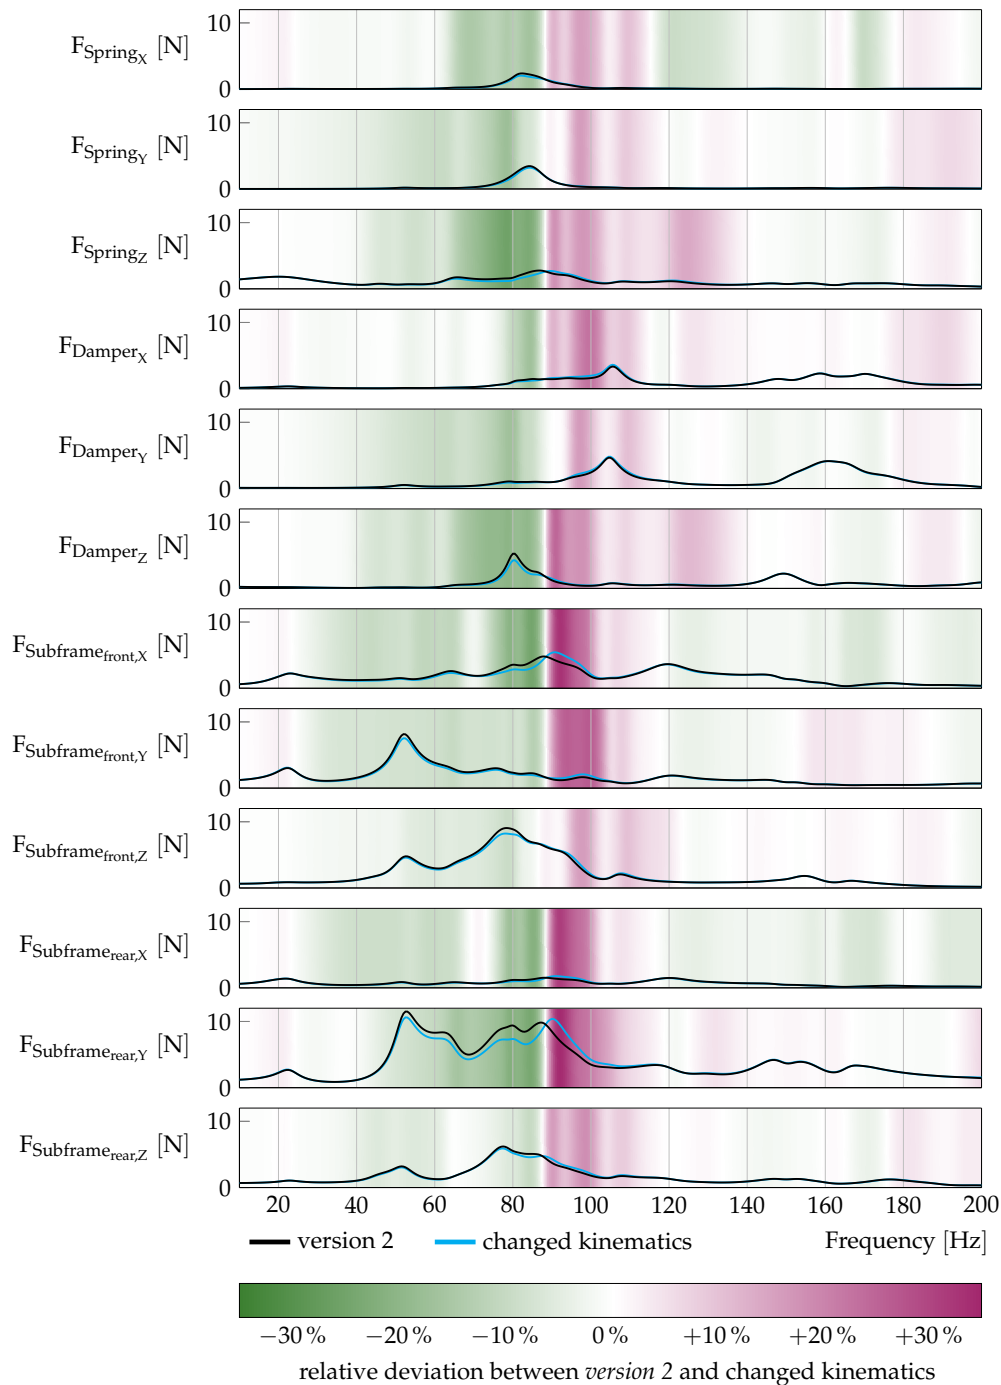 10
F_Spring_X [N]
0
10
F_Spring_Y [N]
0
10
F_Spring_Z [N]
0
10
F_Damper_X [N]
0
10
F_Damper_Y [N]
0
10
F_Damper_Z [N]
0
10
F_Subframe_front,X [N]
0
10
F_Subframe_front,Y [N]
0
10
F_Subframe_front,Z [N]
0
10
F_Subframe_rear,X [N]
0
10
F_Subframe_rear,Y [N]
0
10
F_Subframe_rear,Z [N]
0
20 40 60 80 100 120 140 160 180 200
version 2 changed kinematics Frequency [Hz]
−30 % −20 % −10 % 0 % +10 % +20 % +30 %
relative deviation between version 2 and changed kinematics